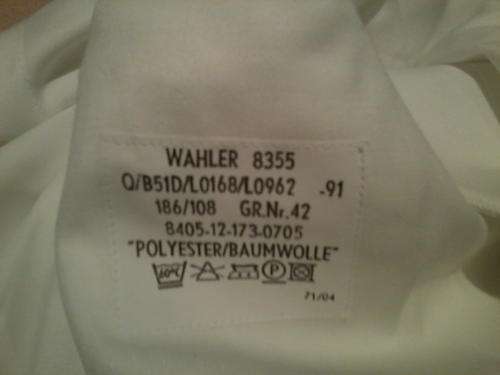 WAHLER 8355
Q/B51D/L0168/L0962 -91
186/108 GR.Nr.42
8405-12-173-0705
"POLYESTER/BAUMWOLLE"
60°C P
71/04